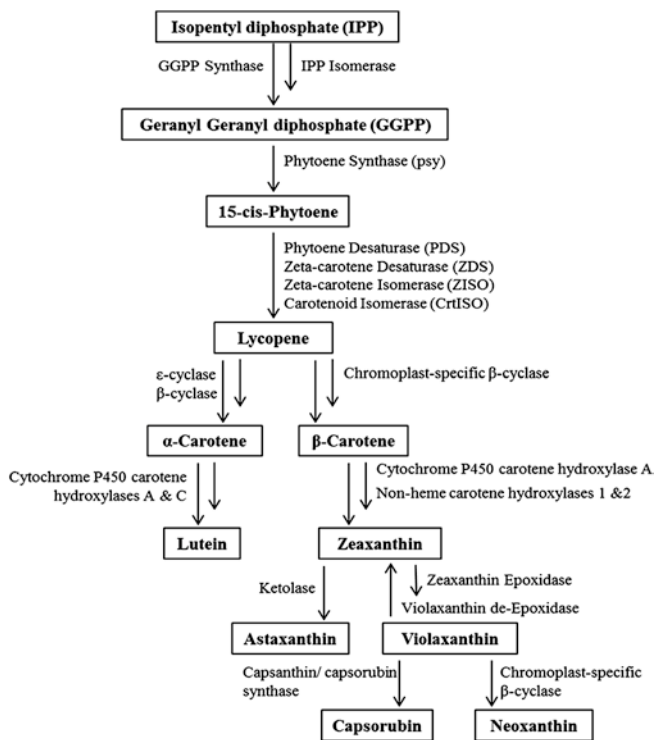 Isopentyl diphosphate (IPP)
GGPP Synthase
IPP Isomerase
Geranyl Geranyl diphosphate (GGPP)
Phytoene Synthase (psy)
15-cis-Phytoene
Phytoene Desaturase (PDS)
Zeta-carotene Desaturase (ZDS)
Zeta-carotene Isomerase (ZISO)
Carotenoid Isomerase (CrtISO)
Lycopene
ε-cyclase
β-cyclase
Chromoplast-specific β-cyclase
α-Carotene
β-Carotene
Cytochrome P450 carotene
hydroxylases A & C
Cytochrome P450 carotene hydroxylase A
Non-heme carotene hydroxylases 1 &2
Lutein
Zeaxanthin
Ketolase
Zeaxanthin Epoxidase
Violaxanthin de-Epoxidase
Astaxanthin
Violaxanthin
Capsanthin/ capsorubin
synthase
Chromoplast-specific
β-cyclase
Capsorubin
Neoxanthin